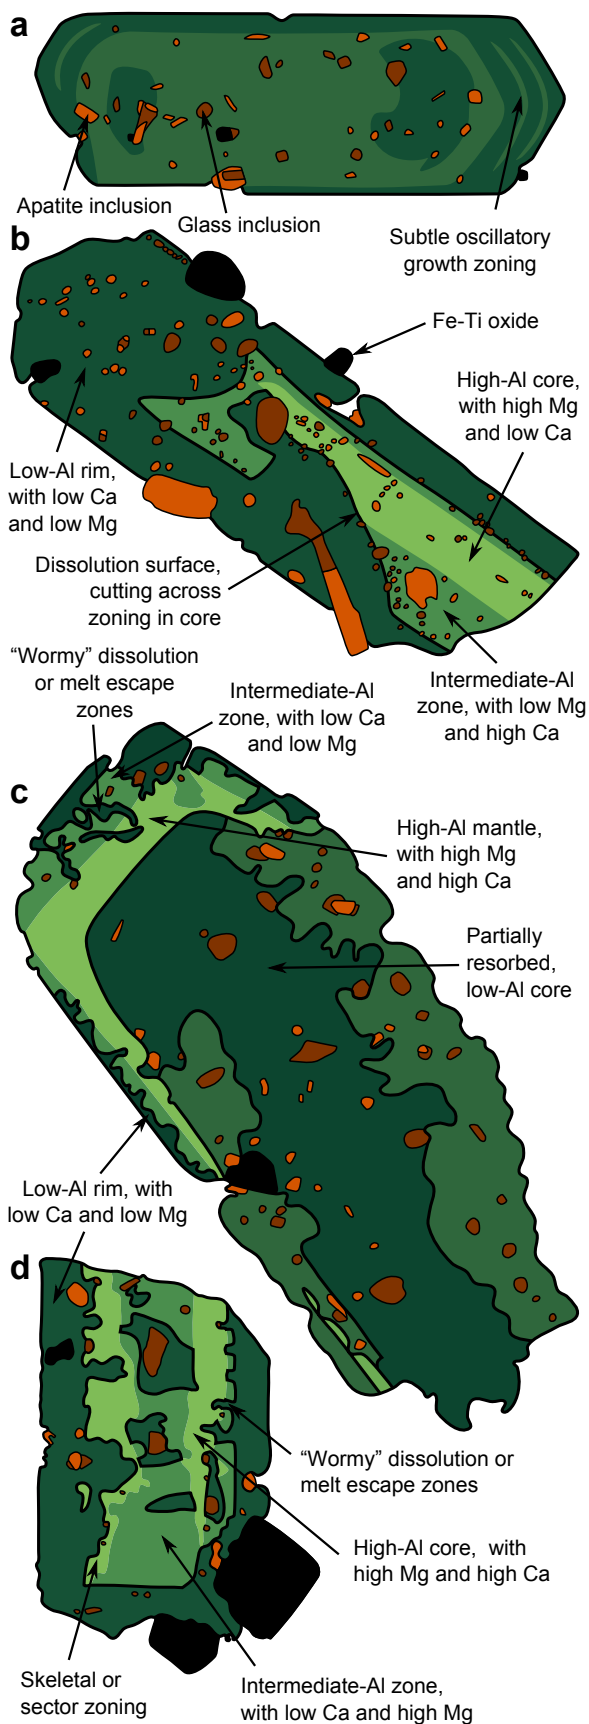 a
Apatite inclusion
Glass inclusion
Subtle oscillatory
growth zoning
b
Fe-Ti oxide
High-Al core,
with high Mg
and low Ca
Low-Al rim,
with low Ca
and low Mg
Dissolution surface,
cutting across
zoning in core
“Wormy” dissolution
or melt escape
zones
Intermediate-Al
zone, with low Ca
and low Mg
Intermediate-Al
zone, with low Mg
and high Ca
c
High-Al mantle,
with high Mg
and high Ca
Partially
resorbed,
low-Al core
Low-Al rim, with
low Ca and low Mg
d
“Wormy” dissolution or
melt escape zones
High-Al core, with
high Mg and high Ca
Skeletal or
sector zoning
Intermediate-Al zone,
with low Ca and high Mg